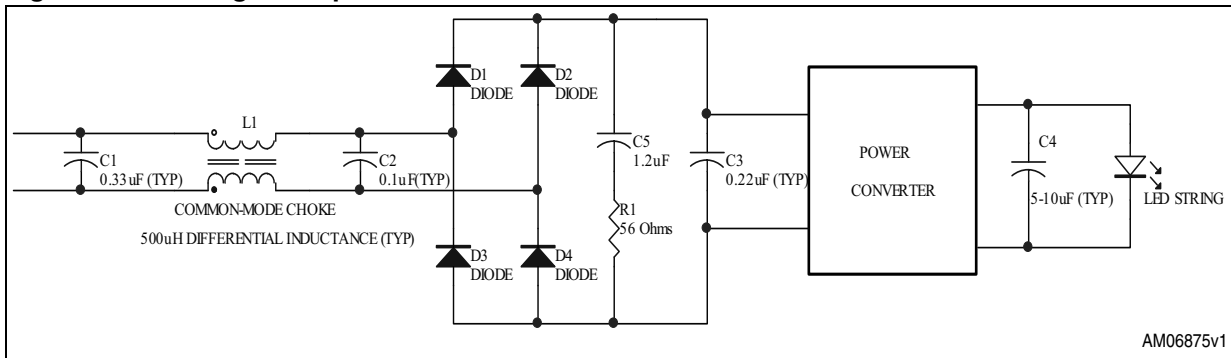 L1
C1
0.33uF (TYP)
COMMON-MODE CHOKE
500uH DIFFERENTIAL INDUCTANCE (TYP)
C2
0.1uF(TYP)
D1
DIODE
D2
DIODE
D3
DIODE
D4
DIODE
C5
1.2uF
R1
56 Ohms
C3
0.22uF (TYP)
POWER
CONVERTER
C4
5-10uF (TYP)
LED STRING
AM06875v1